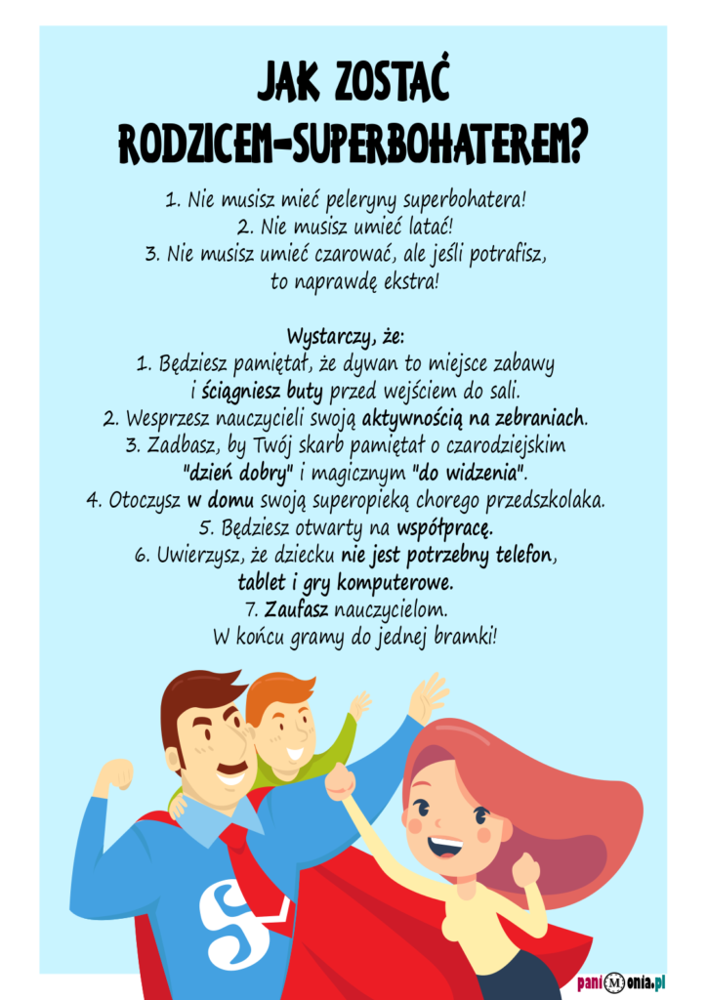 JAK ZOSTAĆ
RODZICEM-SUPERBOHATEREM?
1. Nie musisz mieć peleryny superbohatera!
2. Nie musisz umieć latać!
3. Nie musisz umieć czarować, ale jeśli potrafisz,
to naprawdę ekstra!
Wystarczy, że:
1. Będziesz pamiętał, że dywan to miejsce zabawy
i ściągniesz buty przed wejściem do sali.
2. Wesprzesz nauczycieli swoją aktywnością na zebraniach.
3. Zadbasz, by Twój skarb pamiętał o czarodziejskim
"dzień dobry" i magicznym "do widzenia".
4. Otoczysz w domu swoją superopieką chorego przedszkolaka.
5. Będziesz otwarty na współpracę.
6. Uwierzysz, że dziecku nie jest potrzebny telefon,
tablet i gry komputerowe.
7. Zaufasz nauczycielom.
W końcu gramy do jednej bramki!
S
paniMonia.pl